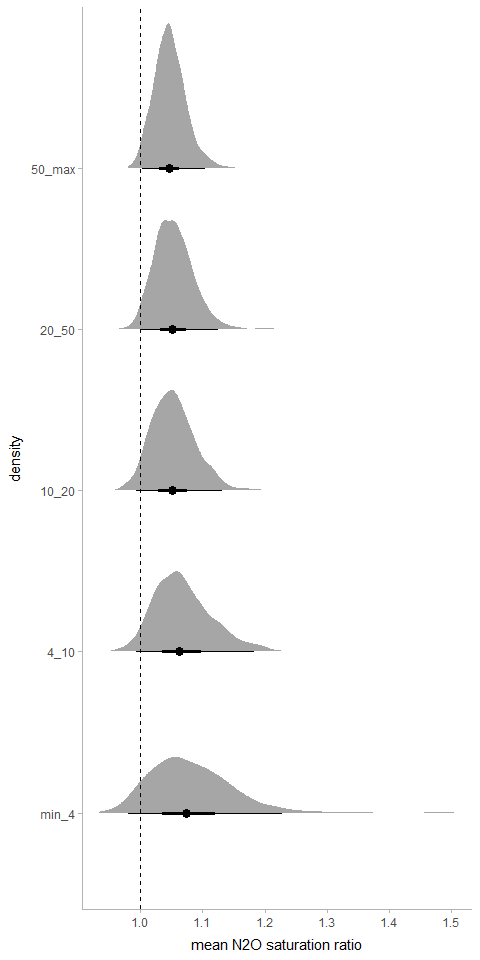 50_max
20_50
10_20
4_10
min_4
density
1.0 1.1 1.2 1.3 1.4 1.5
mean N2O saturation ratio